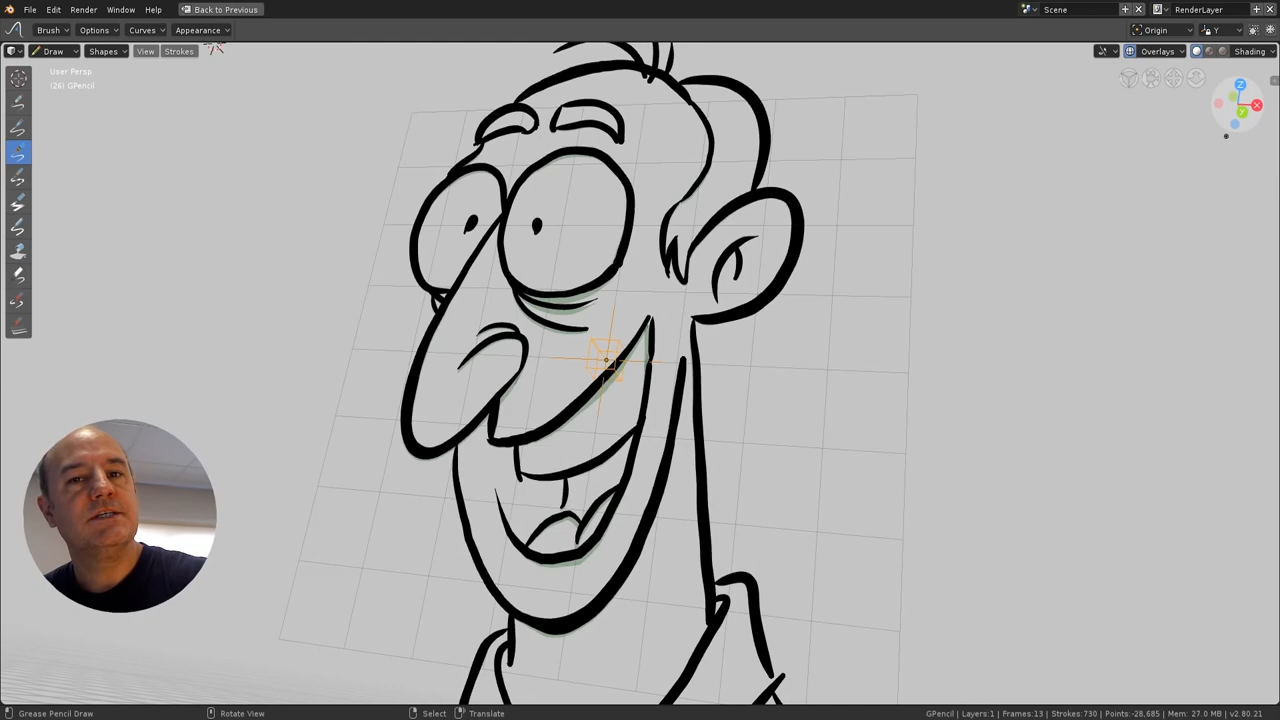 File Edit Render Window Help Back to Previous Scene RenderLayer
Brush Options Curves Appearance Origin Y
Draw Shapes View Strokes Overlays Shading
User Persp
(26) GPencil
Z
X
Y
Grease Pencil Draw Rotate View Select Translate GPencil | Layers:1 | Frames:13 | Strokes:730 | Points:-28,685 | Mem: 27.0 MB | v2.80.21